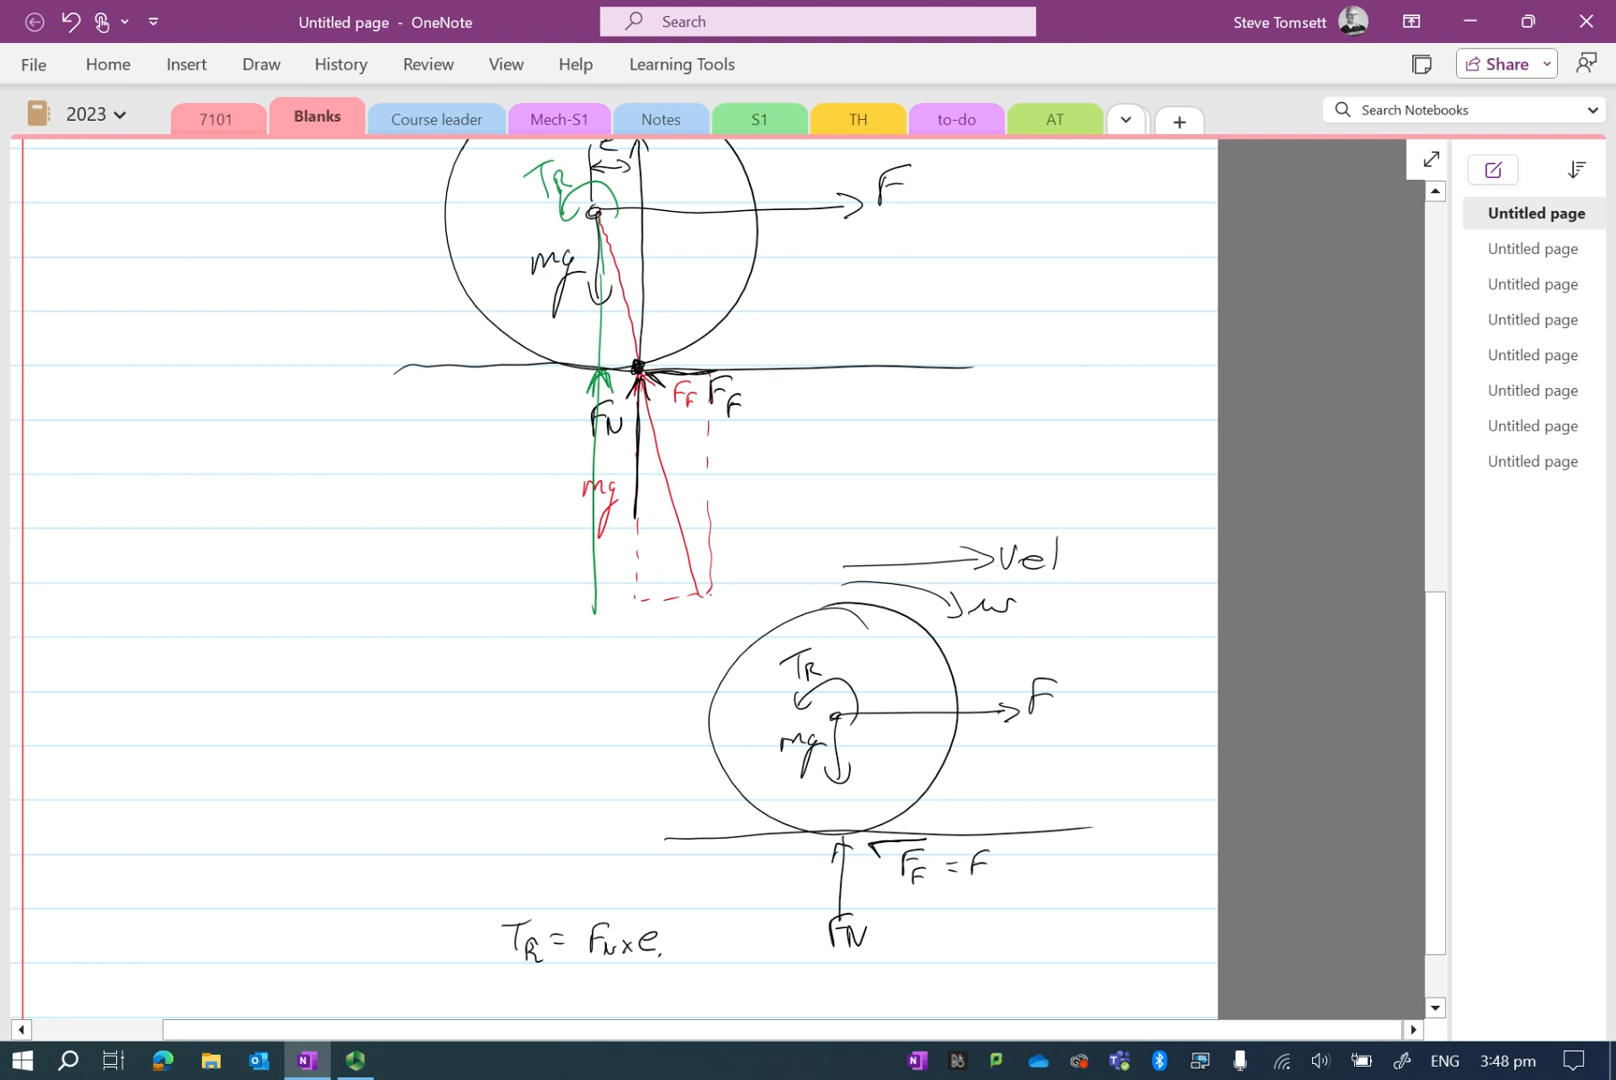 Untitled page - OneNote
Search
Steve Tomsett
File Home Insert Draw History Review View Help Learning Tools
Share
2023
7101 Blanks Course leader Mech-S1 Notes S1 TH to-do AT
Search Notebooks
Untitled page
Untitled page
Untitled page
Untitled page
Untitled page
Untitled page
Untitled page
Untitled page
e
TR
F
mg
FN
FF
FF
mg
Vel
ω
TR
F
mg
FF = F
FN
TR = FN x e.
ENG
3:48 pm